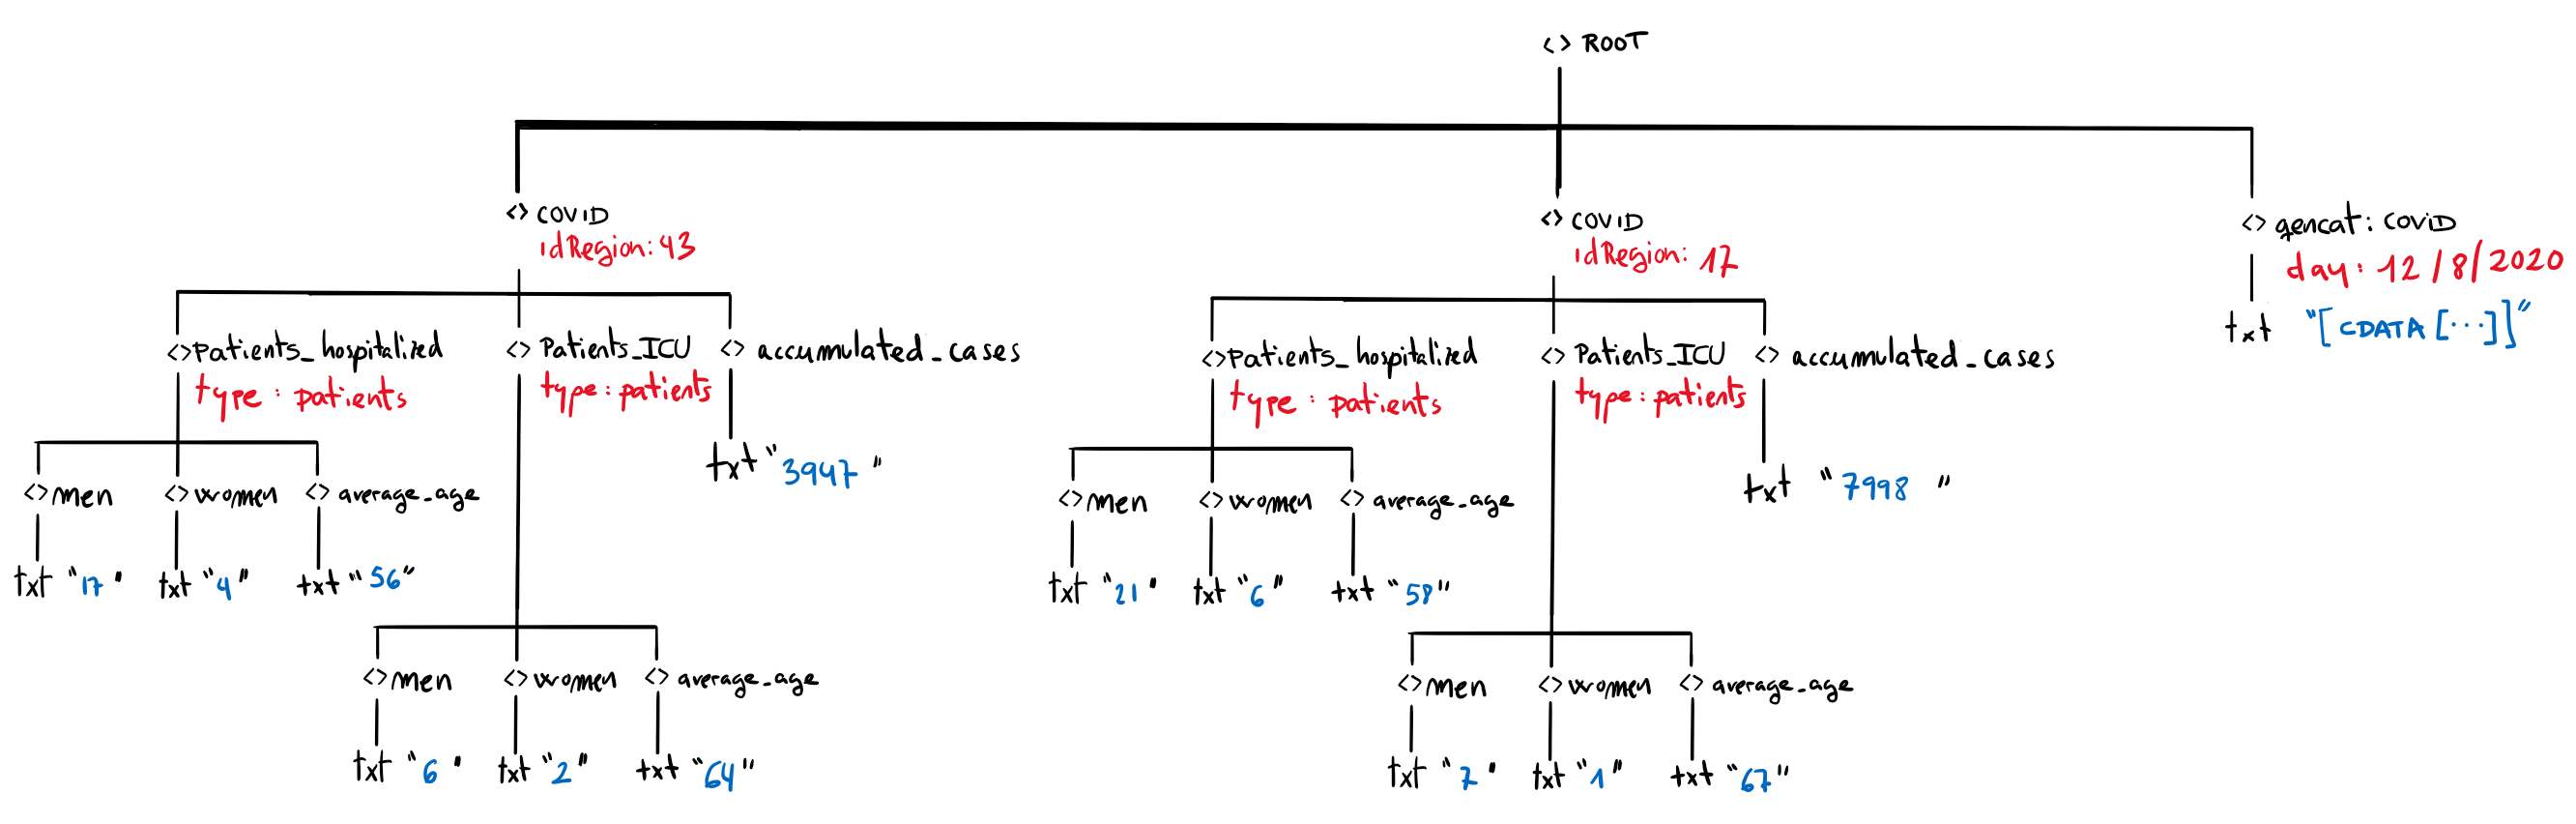 <> ROOT
<> COVID
idRegion: 43
<> COVID
idRegion: 17
<> gencat: COVID
day: 12/8/2020
txt "[CDATA[...]]"
<> Patients_hospitalized
type: patients
<> Patients_ICU
type: patients
<> accumulated_cases
txt "3947"
<> men
<> women
<> average_age
txt "17"
txt "4"
txt "56"
<> men
<> women
<> average_age
txt "6"
txt "2"
txt "64"
<> Patients_hospitalized
type: patients
<> Patients_ICU
type: patients
<> accumulated_cases
txt "7998"
<> men
<> women
<> average_age
txt "21"
txt "6"
txt "58"
<> men
<> women
<> average_age
txt "7"
txt "1"
txt "67"